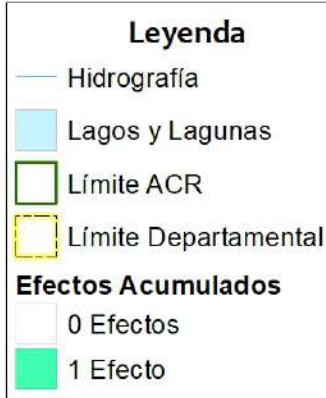 Leyenda
Hidrografía
Lagos y Lagunas
Límite ACR
Límite Departamental
Efectos Acumulados
0 Efectos
1 Efecto